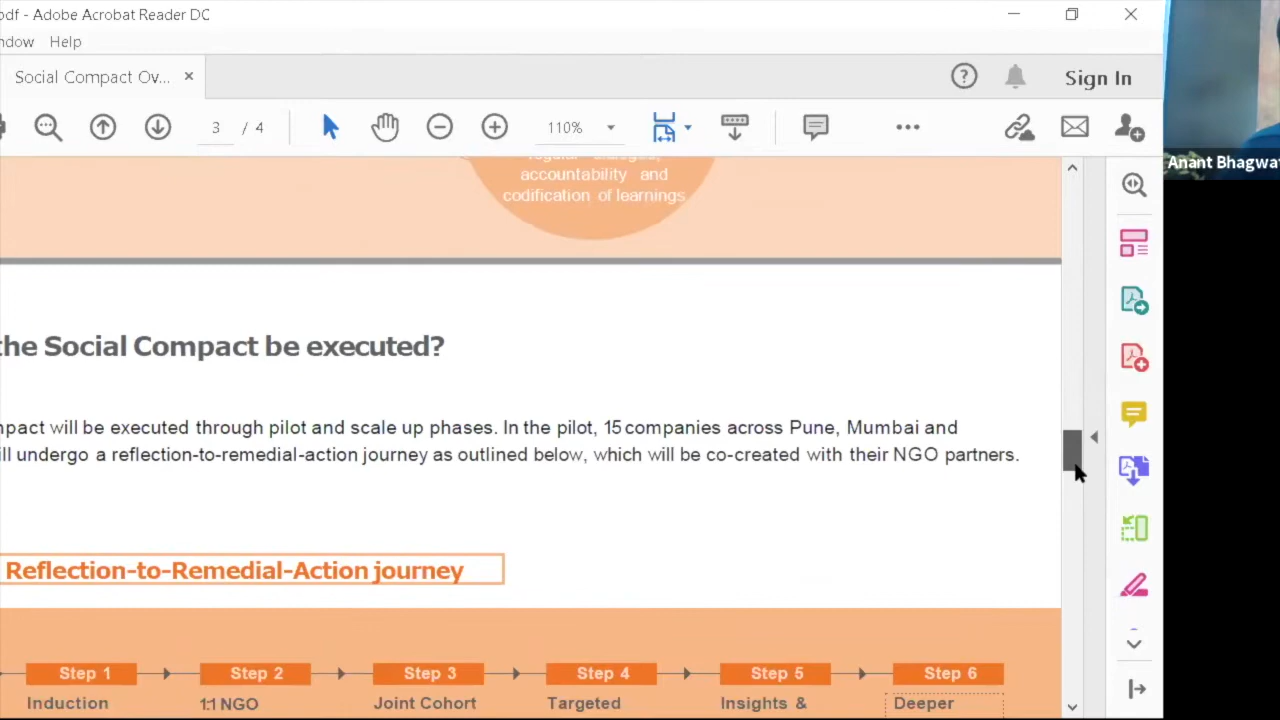 pdf - Adobe Acrobat Reader DC
ndow Help
Social Compact Ov...
Sign In
3 / 4
110%
accountability and
codification of learnings
Anant Bhagwa
the Social Compact be executed?
mpact will be executed through pilot and scale up phases. In the pilot, 15 companies across Pune, Mumbai and
ll undergo a reflection-to-remedial-action journey as outlined below, which will be co-created with their NGO partners.
Reflection-to-Remedial-Action journey
Step 1 Step 2 Step 3 Step 4 Step 5 Step 6
Induction 1:1 NGO Joint Cohort Targeted Insights & Deeper